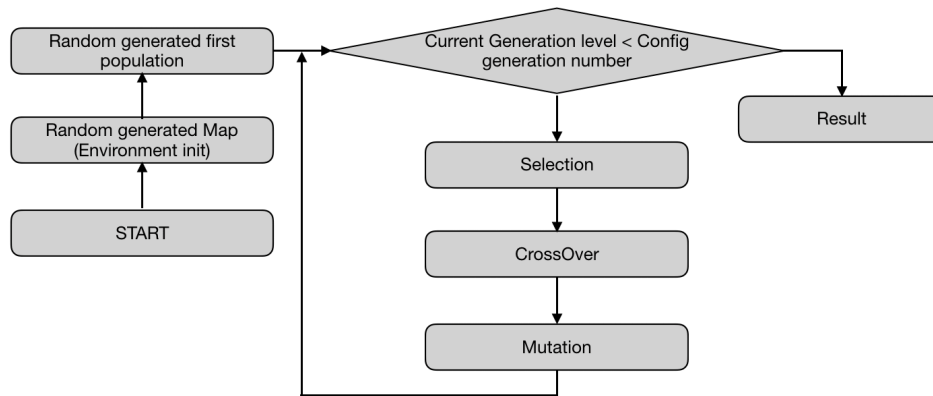 Random generated first
population
Current Generation level < Config
generation number
Random generated Map
(Environment init)
Result
Selection
START
CrossOver
Mutation